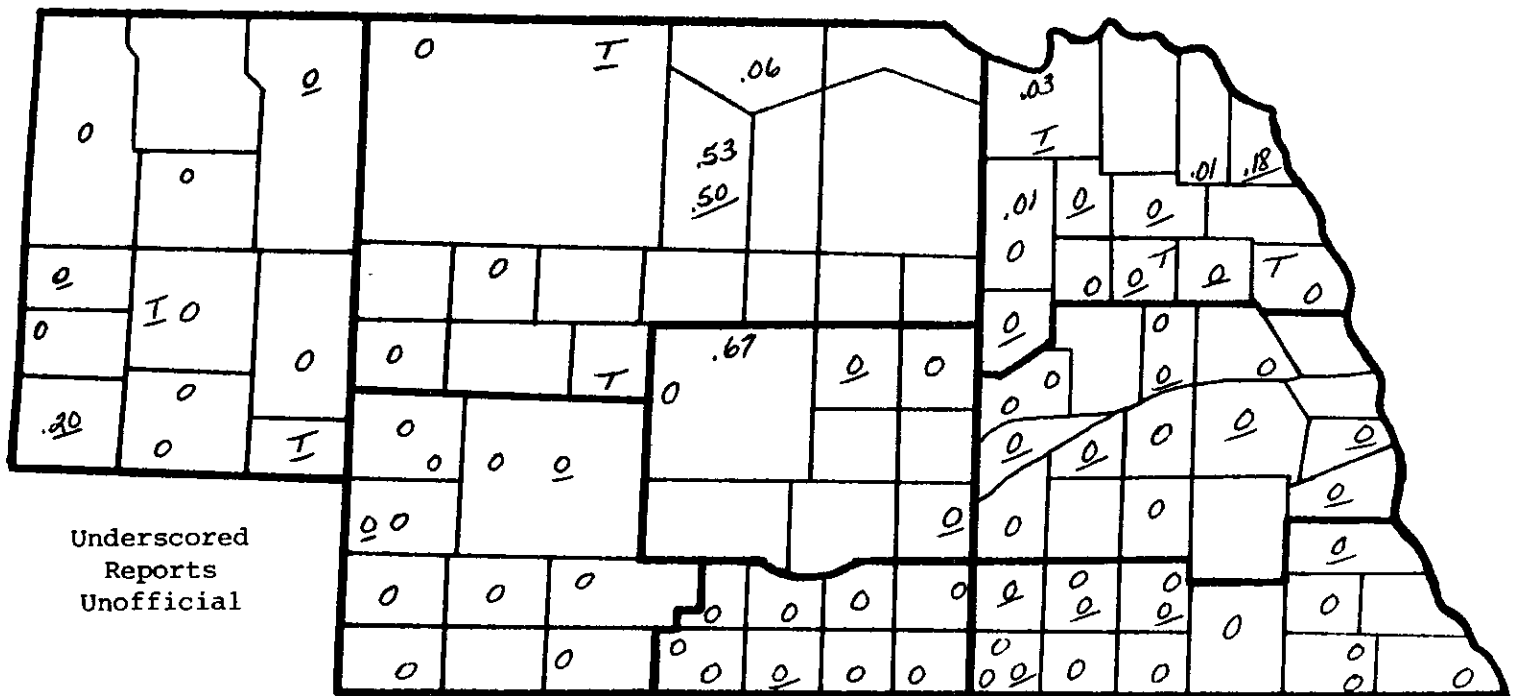 0 T .06
0 .03
0 .53 T
0 .50 .01 .18
.01 0 0
0
0 0 0 0 T 0 T 0
T 0
0 0 0
0 0 T .67 0 0 0
0 0 0 0
.20 0 0 0 0 0 0 0
0 T 0 0 0 0 0
0 0 0 0 0 0
Underscored
Reports
Unofficial
0
0 0 0 0 0 0 0 0 0 0 0
0 0 0
0 0 0 0 0 0 0 0 0 0 0 0 0 0 0